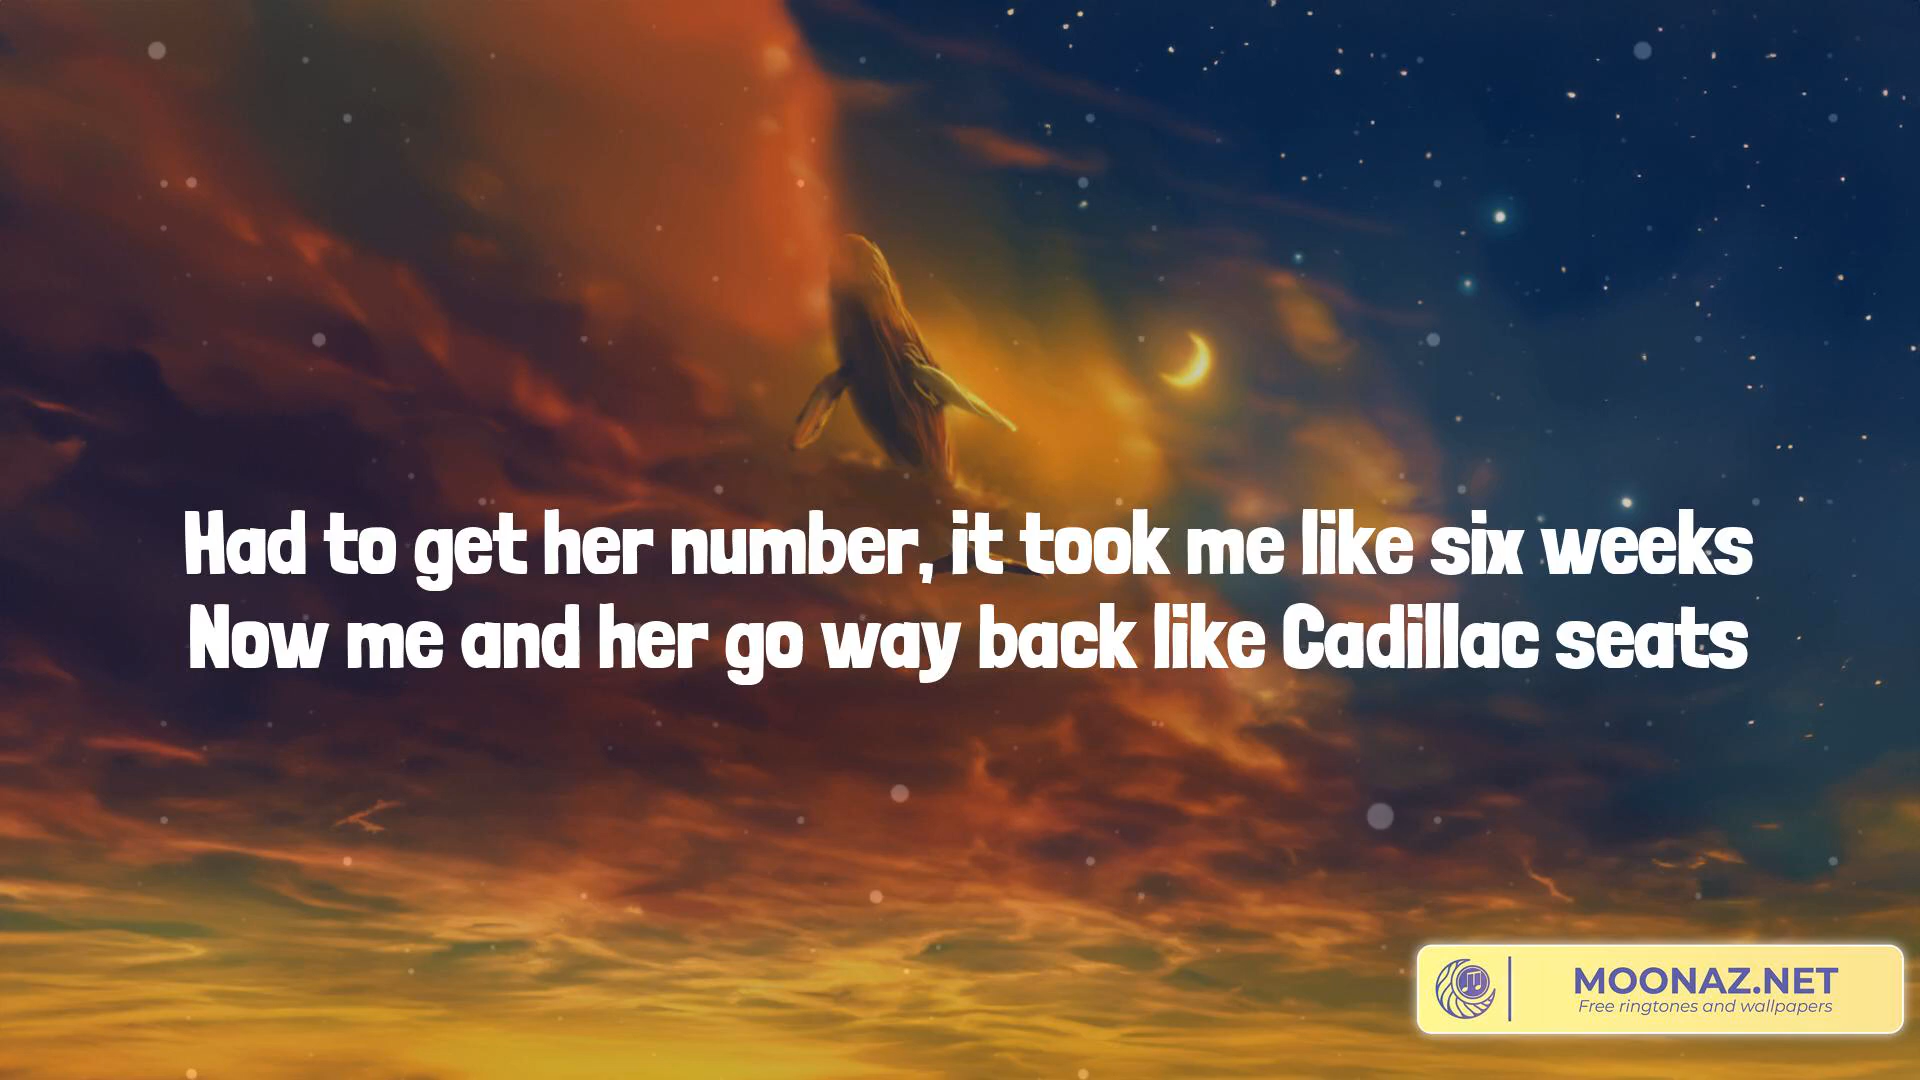 Had to get her number, it took me like six weeks
Now me and her go way back like Cadillac seats
MOONAZ.NET
Free ringtones and wallpapers